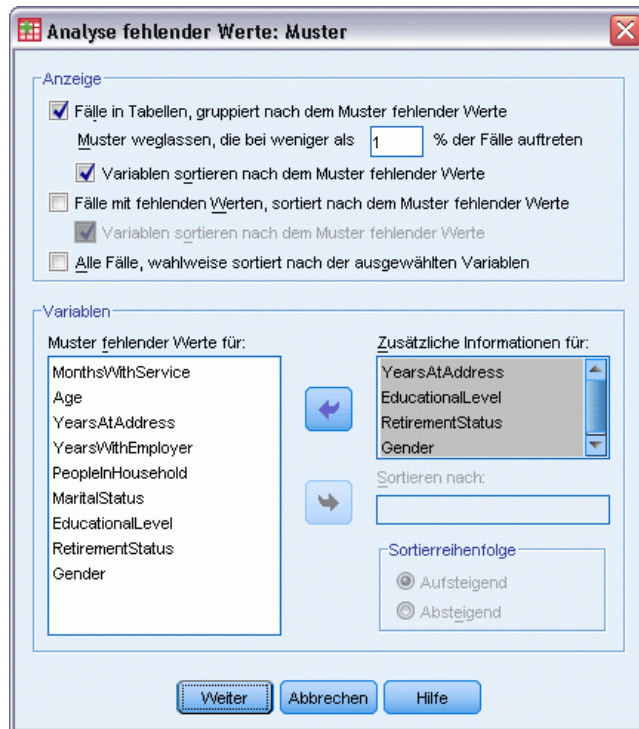 Analyse fehlender Werte: Muster
Anzeige
Fälle in Tabellen, gruppiert nach dem Muster fehlender Werte
Muster weglassen, die bei weniger als 1 % der Fälle auftreten
Variablen sortieren nach dem Muster fehlender Werte
Fälle mit fehlenden Werten, sortiert nach dem Muster fehlender Werte
Variablen sortieren nach dem Muster fehlender Werte
Alle Fälle, wahlweise sortiert nach der ausgewählten Variablen
Variablen
Muster fehlender Werte für:
MonthsWithService
Age
YearsAtAddress
YearsWithEmployer
PeopleInHousehold
MaritalStatus
EducationalLevel
RetirementStatus
Gender
Zusätzliche Informationen für:
YearsAtAddress
EducationalLevel
RetirementStatus
Gender
Sortieren nach:
Sortierreihenfolge
Aufsteigend
Absteigend
Weiter Abbrechen Hilfe